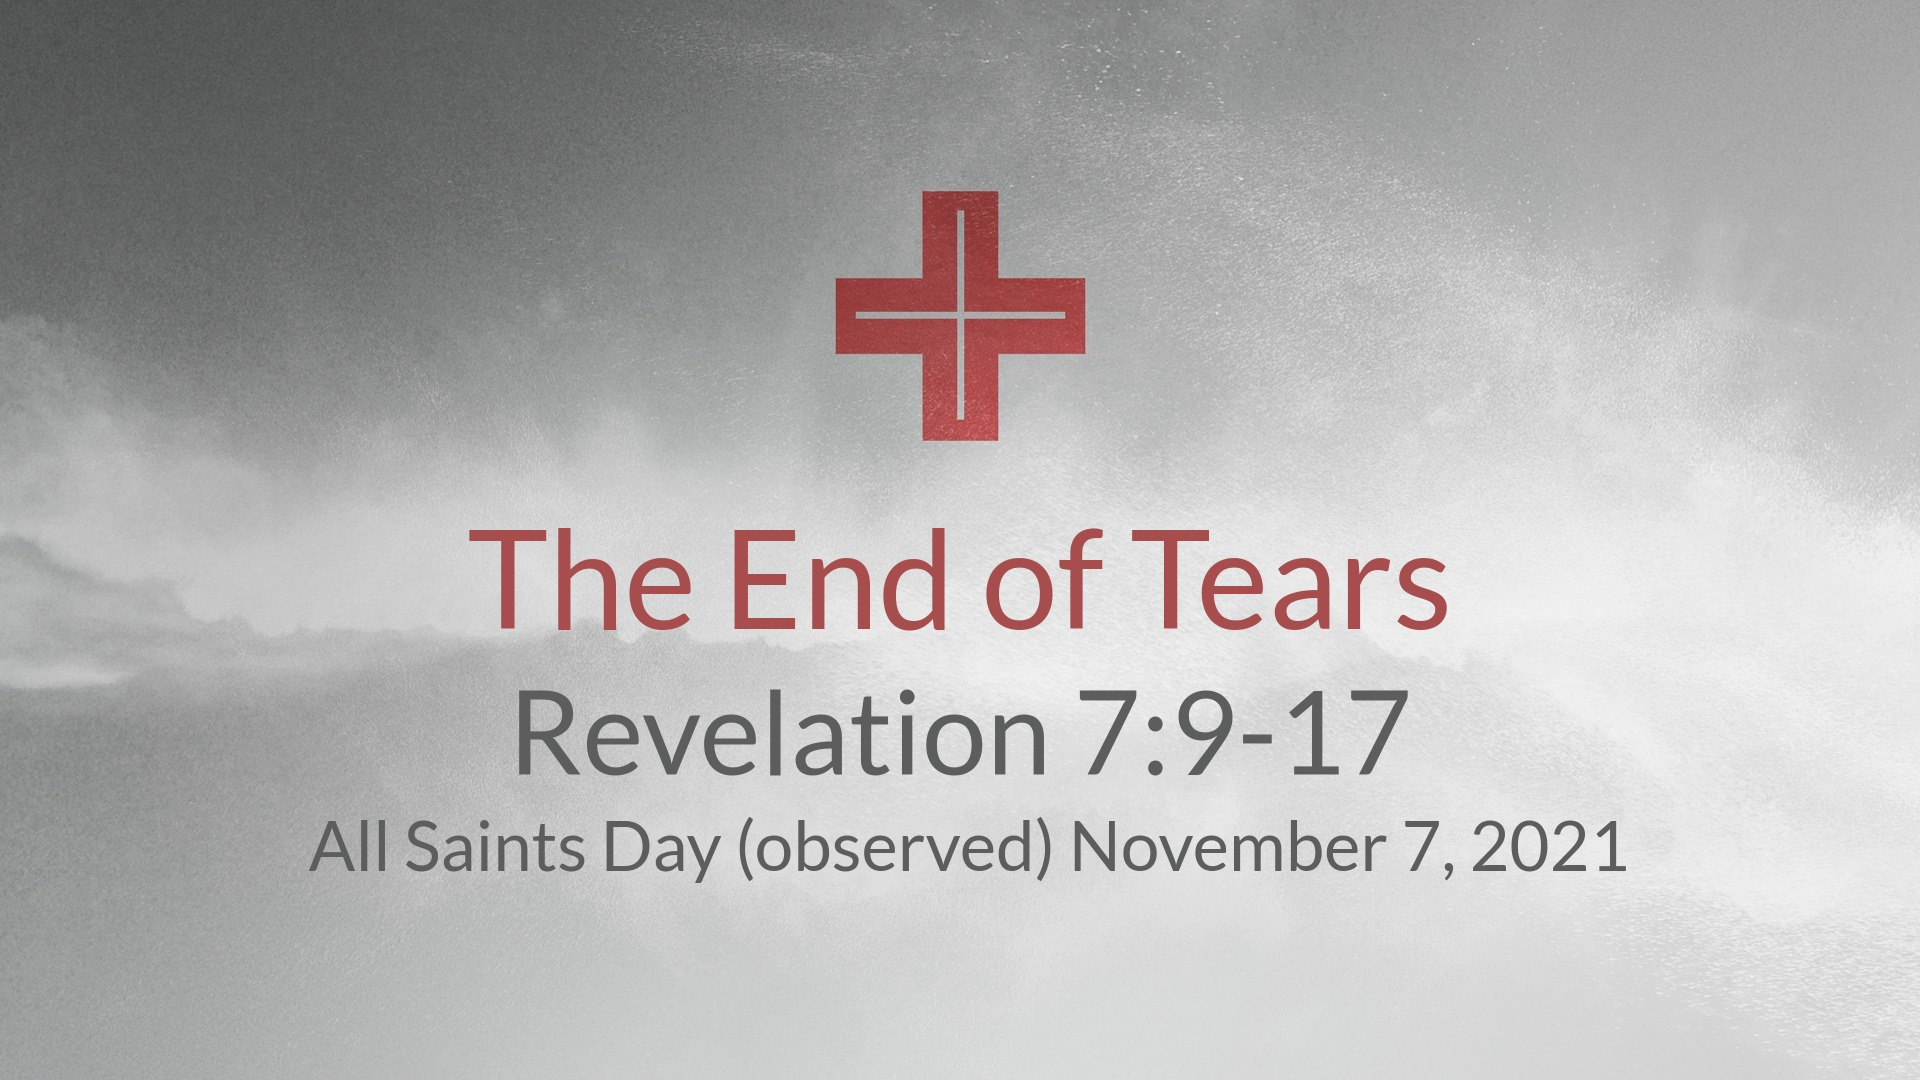 The End of Tears
Revelation 7:9-17
All Saints Day (observed) November 7, 2021